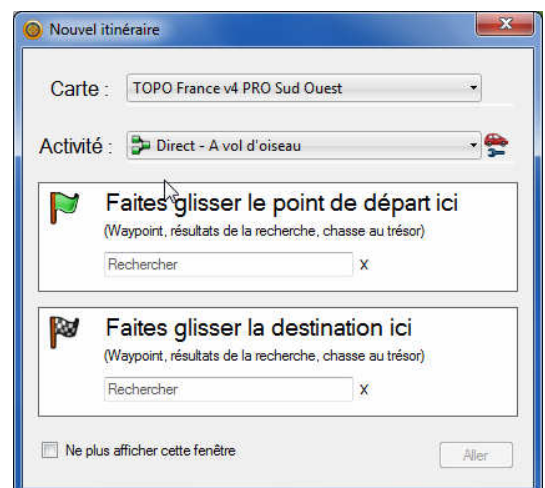 Nouvel itinéraire
Carte : TOPO France v4 PRO Sud Ouest
Activité : Direct - A vol d'oiseau
Faites glisser le point de départ ici
(Waypoint, résultats de la recherche, chasse au trésor)
Rechercher X
Faites glisser la destination ici
(Waypoint, résultats de la recherche, chasse au trésor)
Rechercher X
Ne plus afficher cette fenêtre Aller